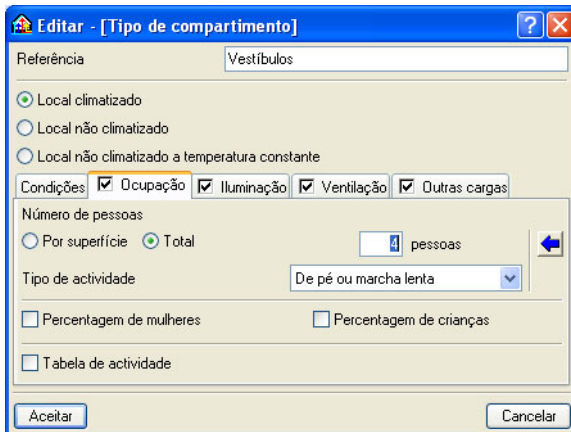 Editar - [Tipo de compartimento]
Referência Vestíbulos
Local climatizado
Local não climatizado
Local não climatizado a temperatura constante
Condições Ocupação Iluminação Ventilação Outras cargas
Número de pessoas
Por superfície Total 4 pessoas
Tipo de actividade De pé ou marcha lenta
Percentagem de mulheres Percentagem de crianças
Tabela de actividade
Aceitar Cancelar